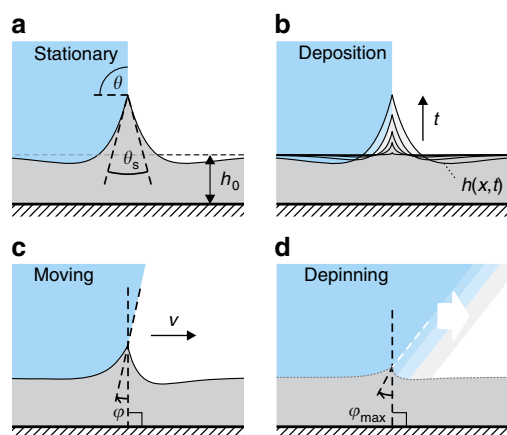 a
Stationary
θ
θs
h0
b
Deposition
t
h(x,t)
c
Moving
v
φ
d
Depinning
φmax